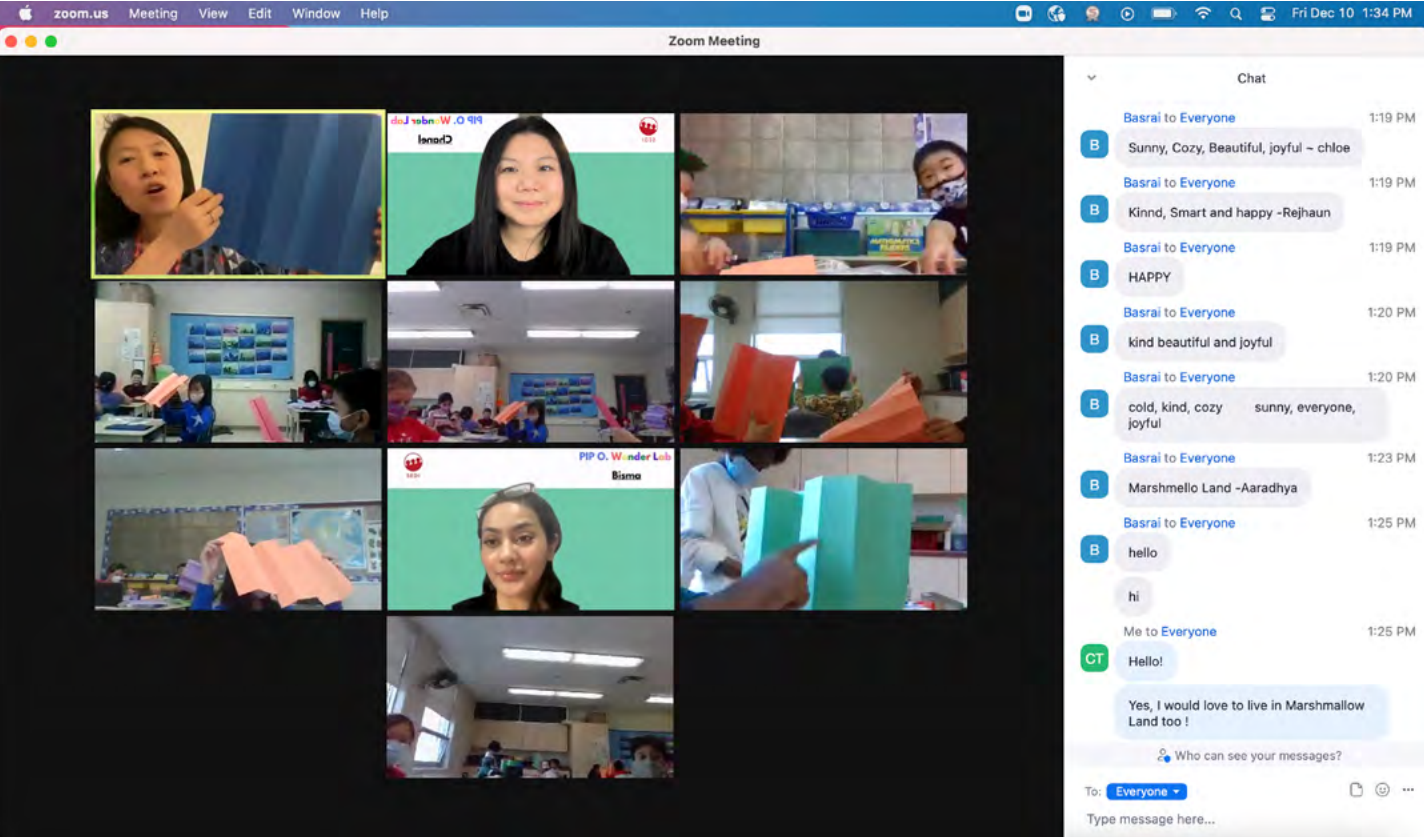 zoom.us Meeting View Edit Window Help Fri Dec 10 1:34 PM
Zoom Meeting
PIP O. Wonder Lab
Chanel
MATHEMATICS
PIP O. Wonder Lab
Bisma
Chat
Basrai to Everyone 1:19 PM
B
Sunny, Cozy, Beautiful, joyful ~ chloe
Basrai to Everyone 1:19 PM
B
Kinnd, Smart and happy -Rejhaun
Basrai to Everyone 1:19 PM
B
HAPPY
Basrai to Everyone 1:20 PM
B
kind beautiful and joyful
Basrai to Everyone 1:20 PM
B
cold, kind, cozy sunny, everyone,
joyful
Basrai to Everyone 1:23 PM
B
Marshmello Land -Aaradhya
Basrai to Everyone 1:25 PM
B
hello
hi
Me to Everyone 1:25 PM
CT
Hello!
Yes, I would love to live in Marshmallow
Land too !
Who can see your messages?
To: Everyone
Type message here...